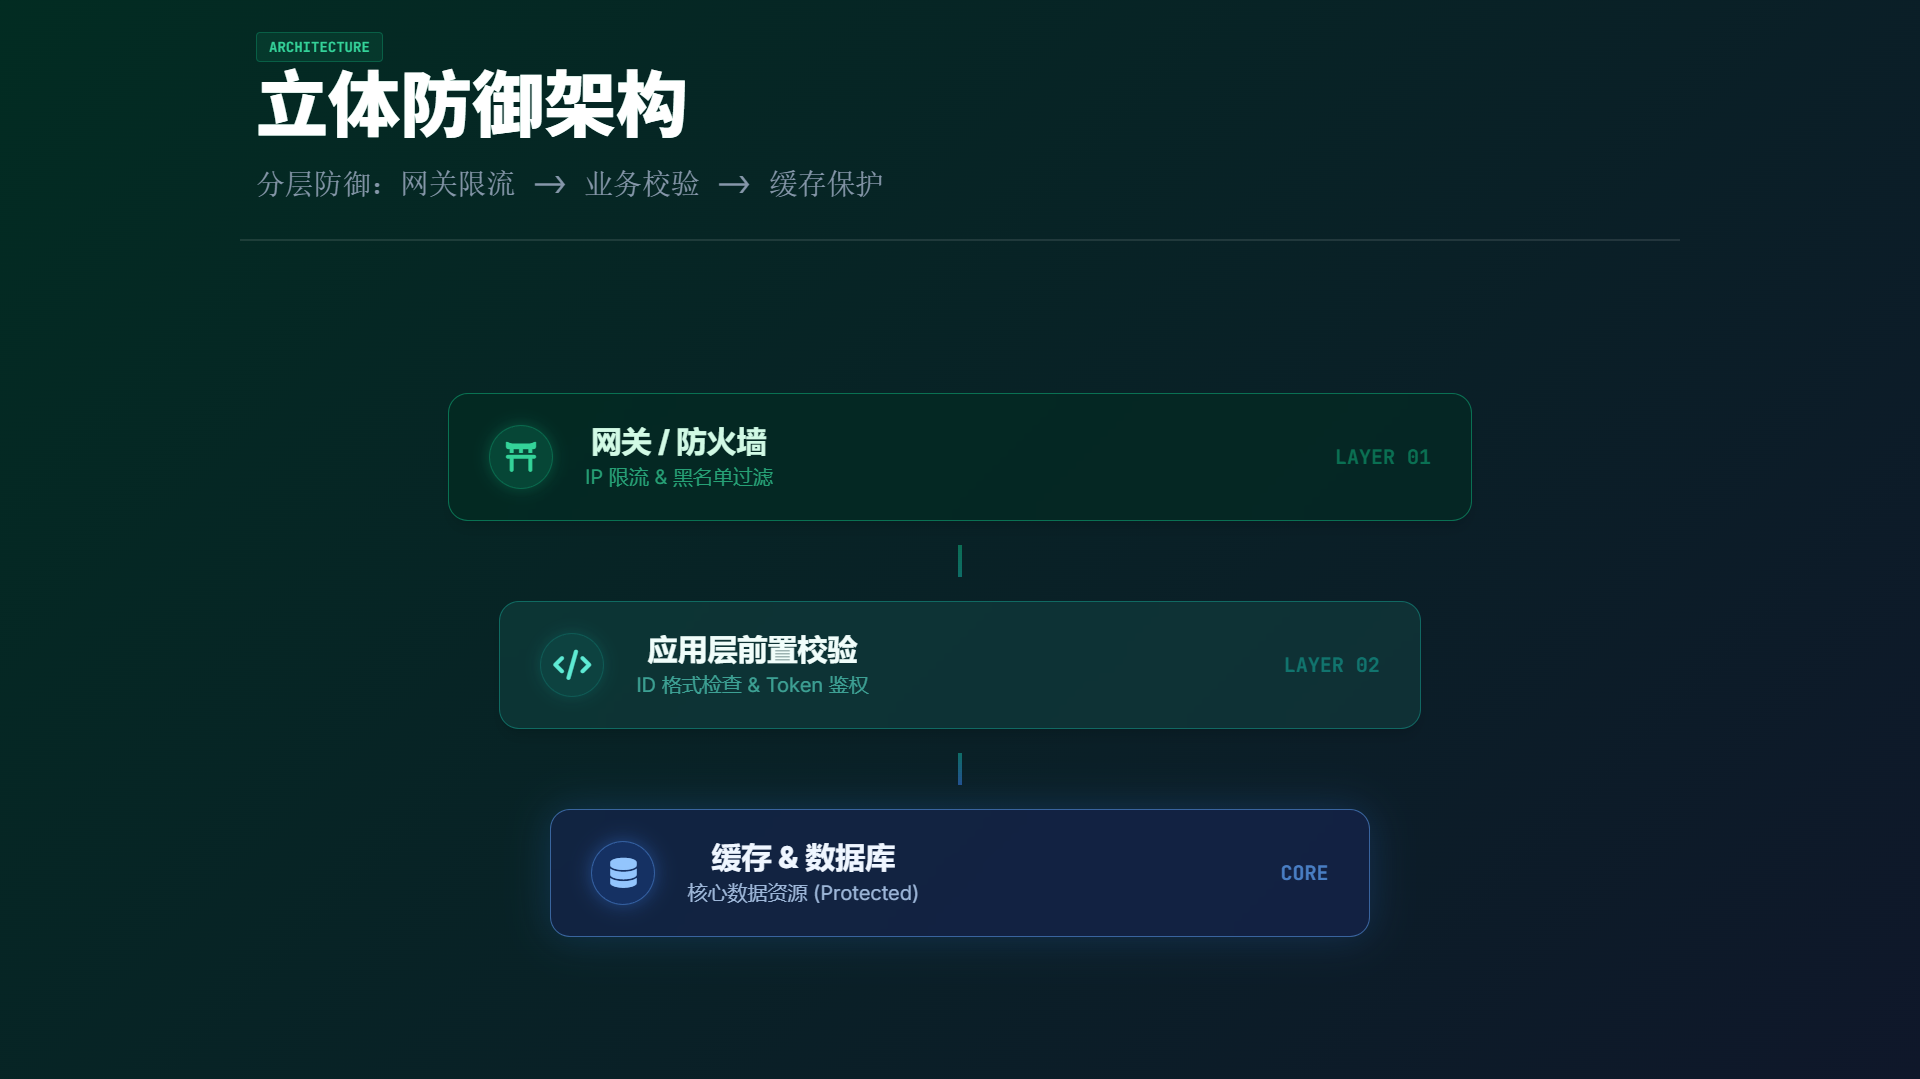 ARCHITECTURE
立体防御架构
分层防御：网关限流 → 业务校验 → 缓存保护
网关 / 防火墙
IP 限流 & 黑名单过滤
LAYER 01
应用层前置校验
ID 格式检查 & Token 鉴权
LAYER 02
缓存 & 数据库
核心数据资源 (Protected)
CORE